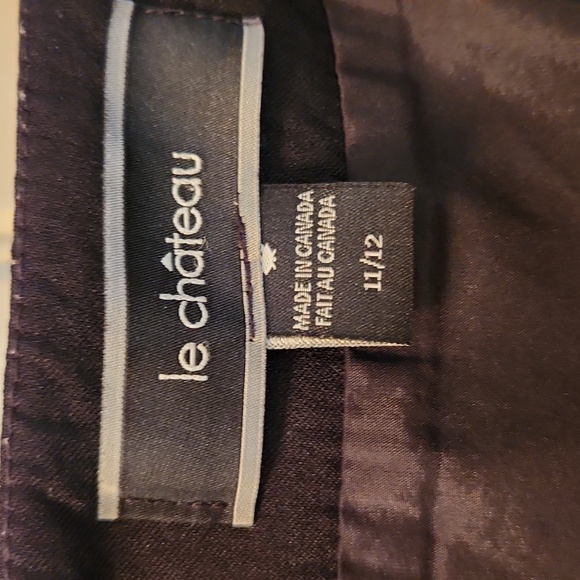 le château
MADE IN CANADA
FAIT AU CANADA
11/12